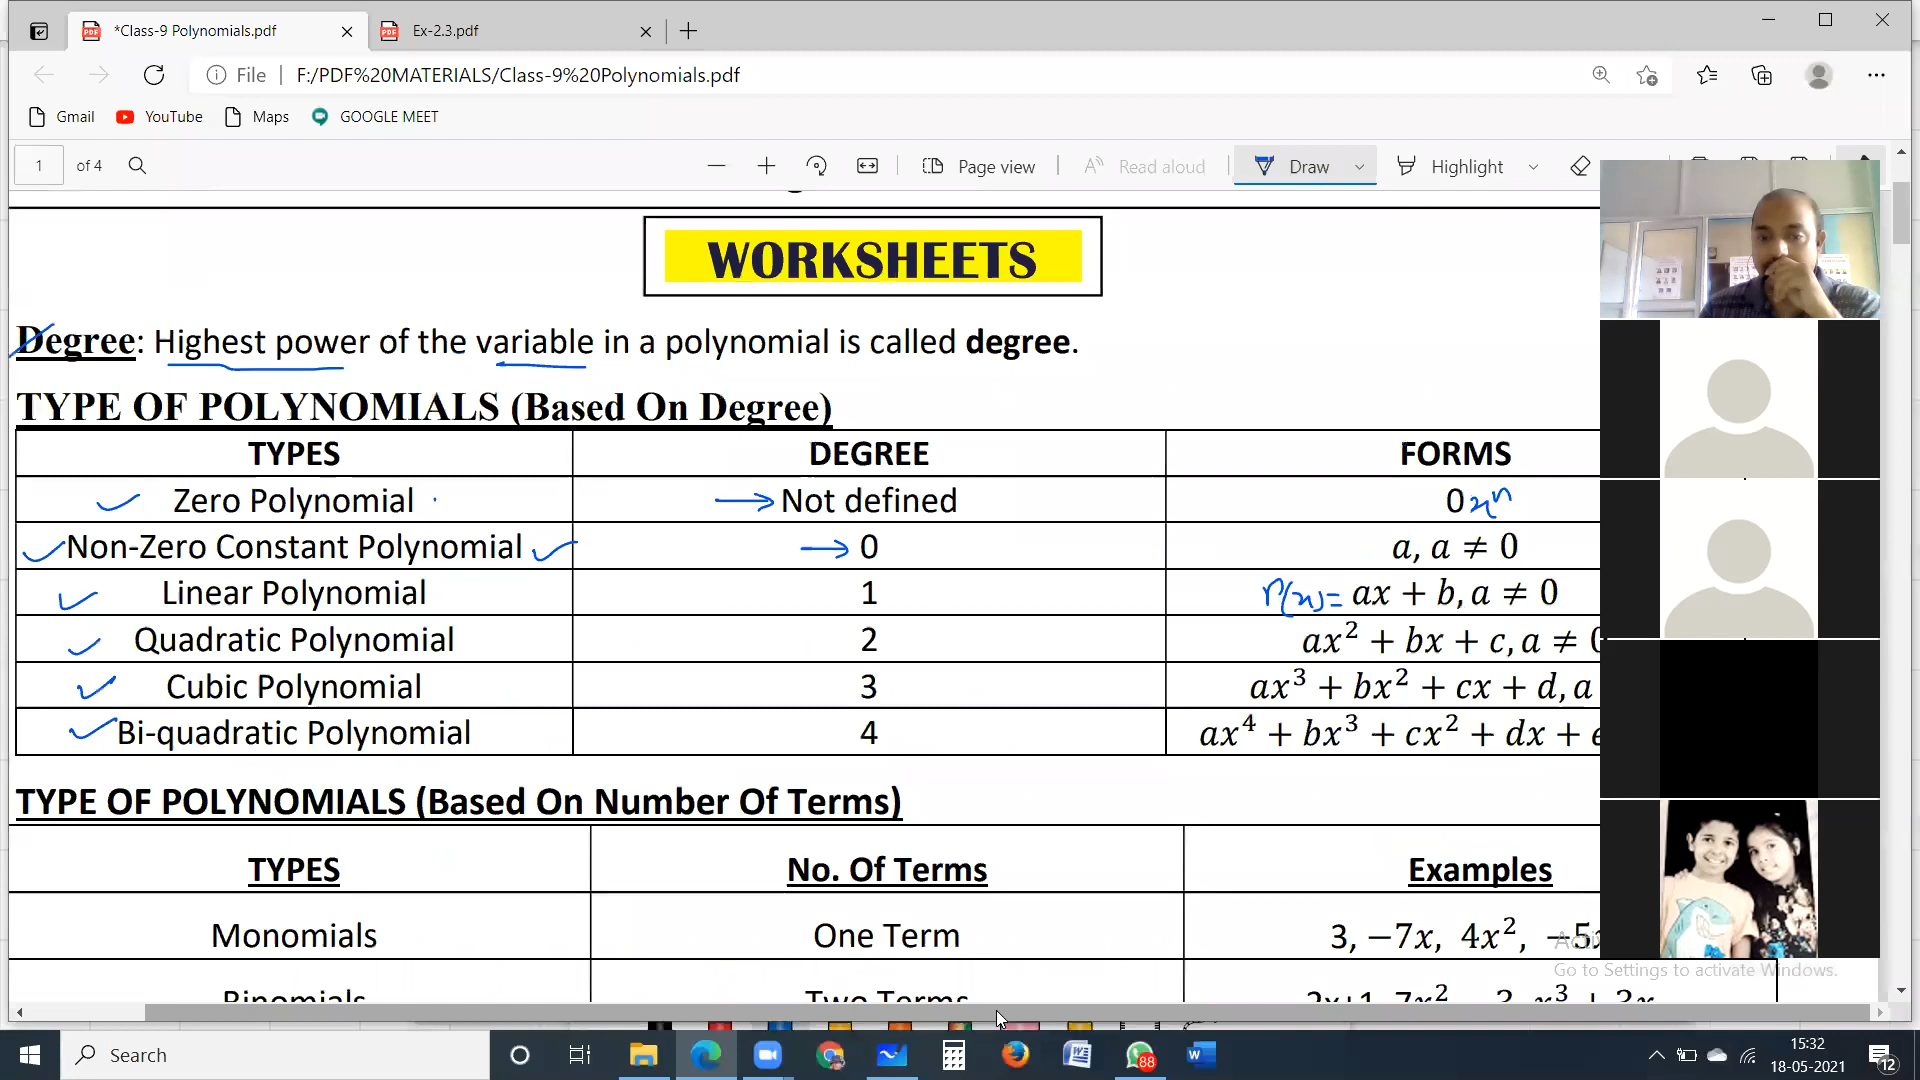 *Class-9 Polynomials.pdf
Ex-2.3.pdf
File
F:/PDF%20MATERIALS/Class-9%20Polynomials.pdf
Gmail
YouTube
Maps
GOOGLE MEET
1 of 4
Page view
Read aloud
Draw
Highlight
WORKSHEETS
Degree: Highest power of the variable in a polynomial is called degree.
TYPE OF POLYNOMIALS (Based On Degree)
TYPES DEGREE FORMS
Zero Polynomial → Not defined 0xⁿ
Non-Zero Constant Polynomial → 0 a, a ≠ 0
Linear Polynomial 1 P(x)= ax + b, a ≠ 0
Quadratic Polynomial 2 ax² + bx + c, a ≠ 0
Cubic Polynomial 3 ax³ + bx² + cx + d, a
Bi-quadratic Polynomial 4 ax⁴ + bx³ + cx² + dx + e
TYPE OF POLYNOMIALS (Based On Number Of Terms)
TYPES No. Of Terms Examples
Monomials One Term 3, −7x, 4x², −5x
Binomials Two Terms
Go to Settings to activate Windows.
Search
88
15:32
18-05-2021
12